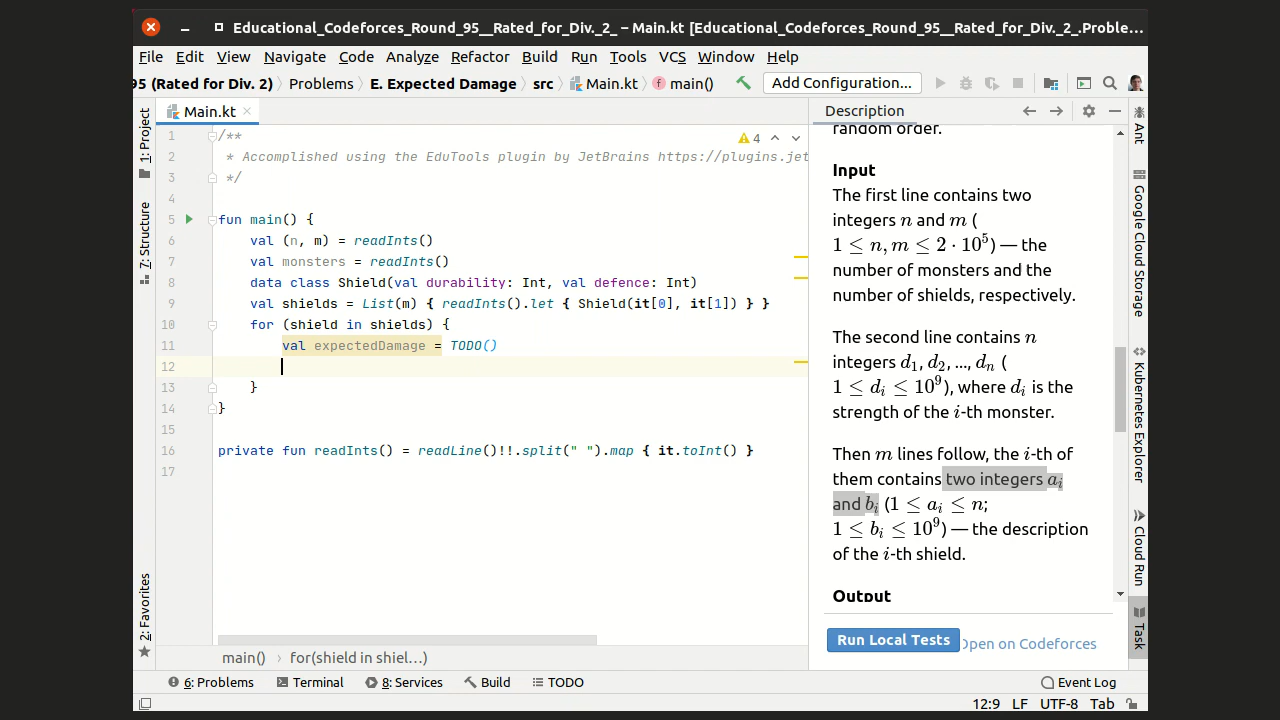 Educational_Codeforces_Round_95__Rated_for_Div._2_ – Main.kt [Educational_Codeforces_Round_95__Rated_for_Div._2_.Proble...
File Edit View Navigate Code Analyze Refactor Build Run Tools VCS Window Help
95 (Rated for Div. 2) Problems E. Expected Damage src Main.kt main() Add Configuration...
Main.kt
Description
1 /**
4
2 * Accomplished using the EduTools plugin by JetBrains https://plugins.jet
3 */
4
5 fun main() {
6 val (n, m) = readInts()
7 val monsters = readInts()
8 data class Shield(val durability: Int, val defence: Int)
9 val shields = List(m) { readInts().let { Shield(it[0], it[1]) } }
10 for (shield in shields) {
11 val expectedDamage = TODO()
12
13 }
14 }
15
16 private fun readInts() = readLine()!!.split(" ").map { it.toInt() }
17
random order.
Input
The first line contains two
integers n and m (
1 ≤ n, m ≤ 2 · 10⁵) — the
number of monsters and the
number of shields, respectively.
The second line contains n
integers d₁, d₂, ..., dₙ (
1 ≤ dᵢ ≤ 10⁹), where dᵢ is the
strength of the i-th monster.
Then m lines follow, the i-th of
them contains two integers aᵢ
and bᵢ (1 ≤ aᵢ ≤ n;
1 ≤ bᵢ ≤ 10⁹) — the description
of the i-th shield.
Output
Run Local Tests
Open on Codeforces
1: Project
7: Structure
2: Favorites
Ant
Google Cloud Storage
Kubernetes Explorer
Cloud Run
Task
main() for(shield in shiel...)
6: Problems Terminal 8: Services Build TODO Event Log
12:9 LF UTF-8 Tab